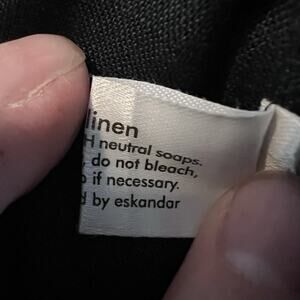 linen
H neutral soaps.
do not bleach,
if necessary.
by eskandar